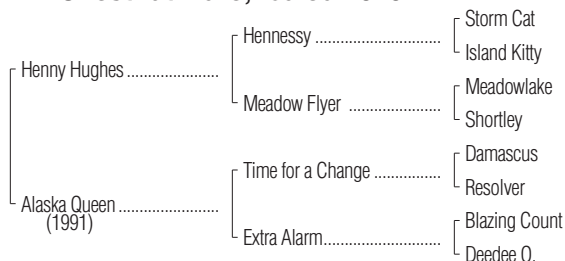 Hennessy
Storm Cat
Island Kitty
Henny Hughes
Meadow Flyer
Meadowlake
Shortley
Time for a Change
Damascus
Resolver
Alaska Queen
(1991)
Extra Alarm
Blazing Count
Deedee O.